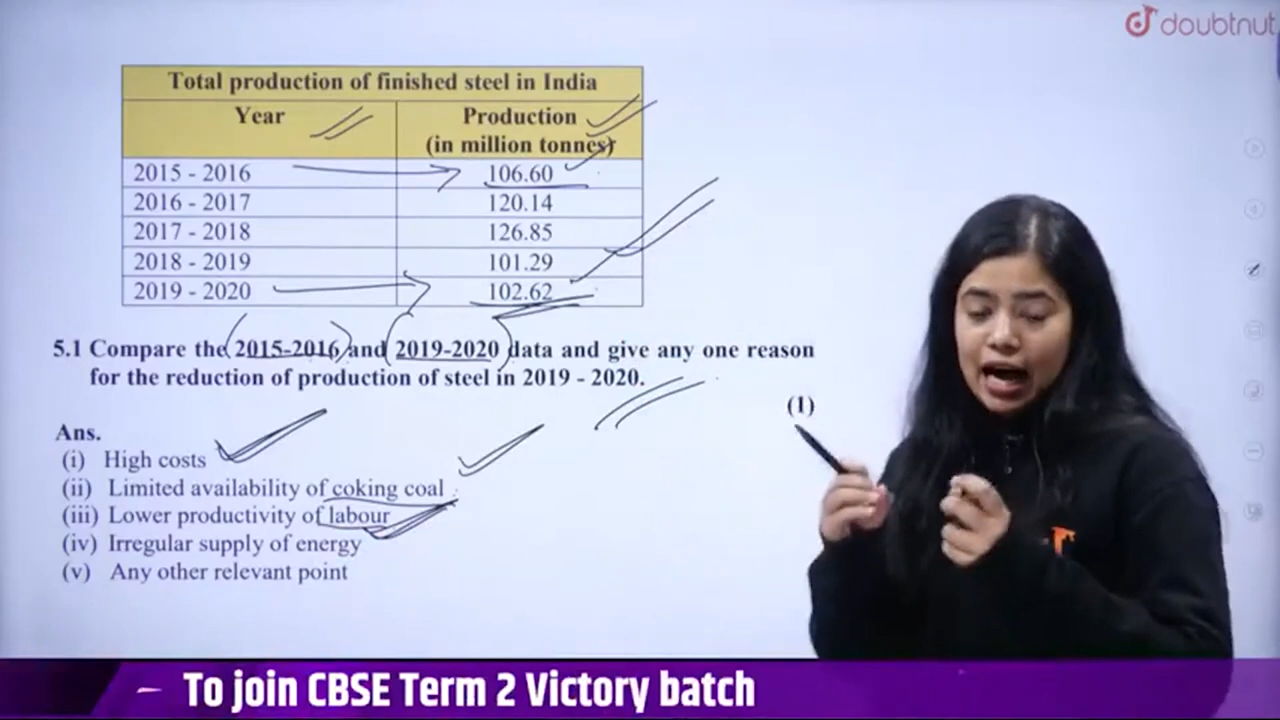 doubtnut
Total production of finished steel in India
Year Production
(in million tonnes)
2015 - 2016 106.60
2016 - 2017 120.14
2017 - 2018 126.85
2018 - 2019 101.29
2019 - 2020 102.62
5.1 Compare the 2015-2016 and 2019-2020 data and give any one reason
for the reduction of production of steel in 2019 - 2020.
(1)
Ans.
(i) High costs
(ii) Limited availability of coking coal
(iii) Lower productivity of labour
(iv) Irregular supply of energy
(v) Any other relevant point
To join CBSE Term 2 Victory batch